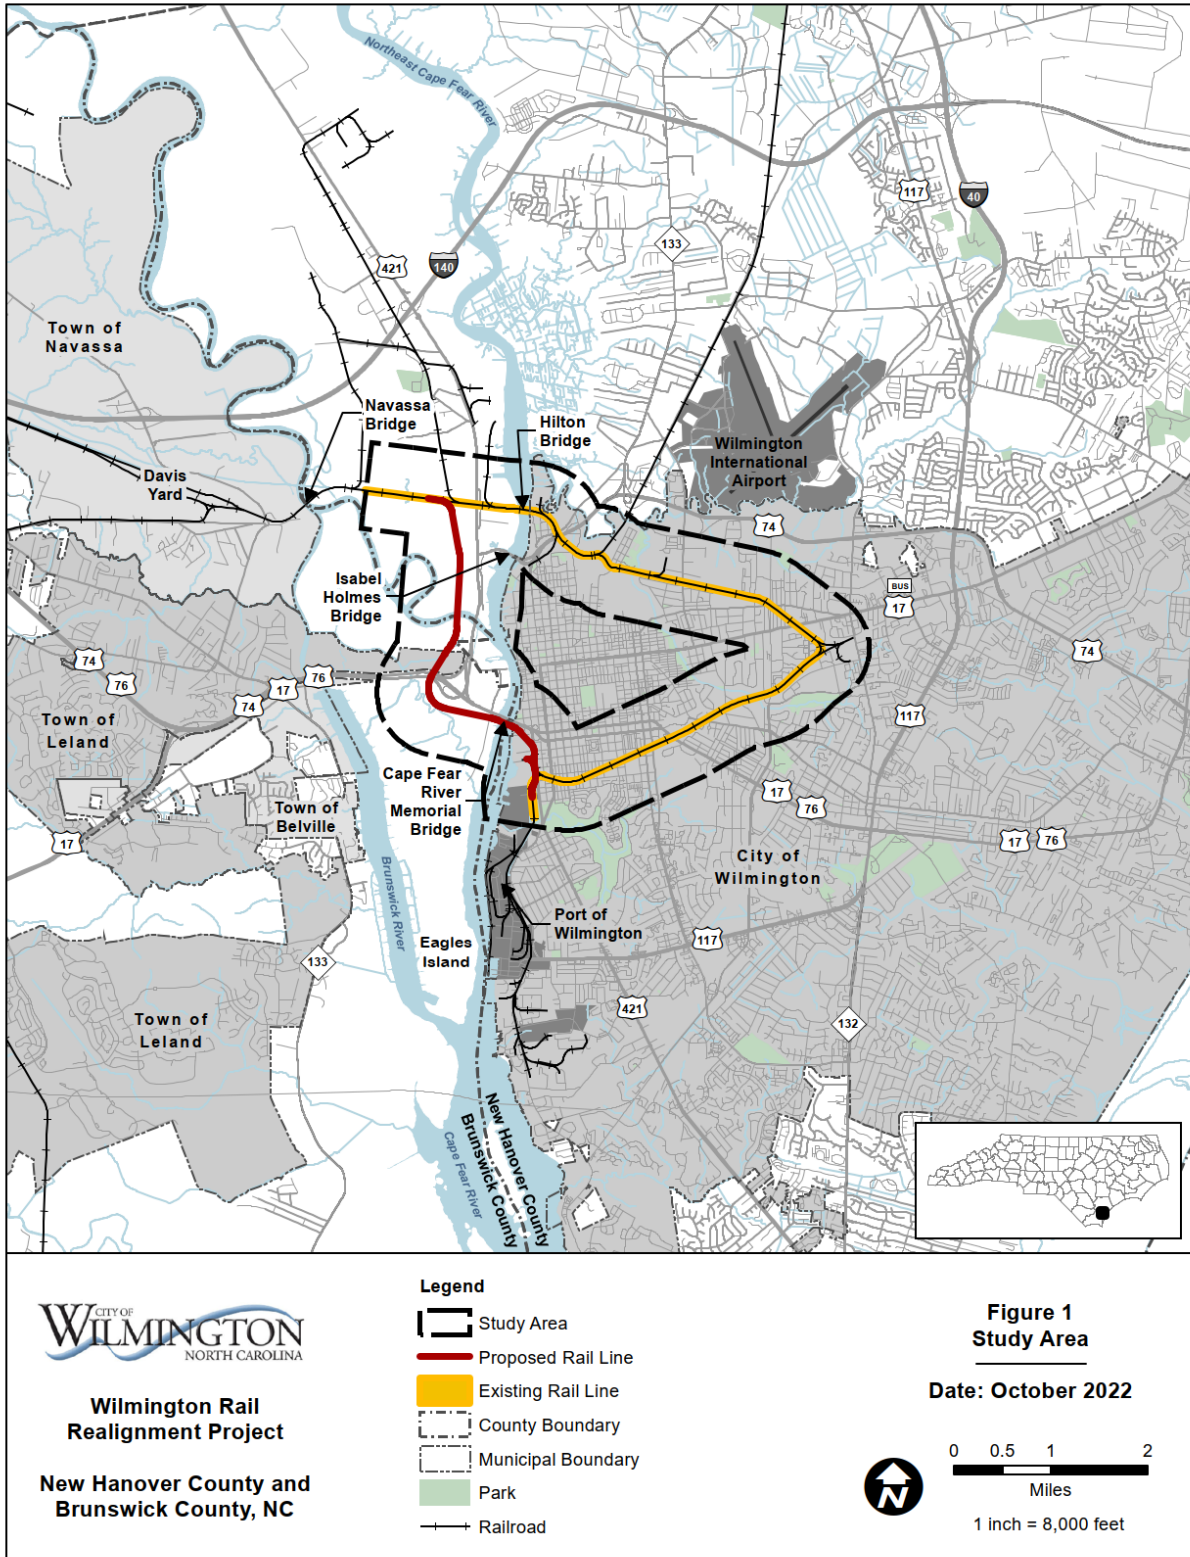 Northeast Cape Fear River
117
40
133
421
140
Town of
Navassa
Navassa
Bridge
Hilton
Bridge
Wilmington
International
Airport
Davis
Yard
74
Isabel
Holmes
Bridge
BUS
17
74
76
17
76
74
74
117
Town of
Leland
Cape Fear
River
Memorial
Bridge
Town of
Belville
17
76
17
17
76
City of
Wilmington
Brunswick River
Port of
Wilmington
Eagles
Island
117
133
421
132
Town of
Leland
New Hanover County
Brunswick County
Cape Fear River
CITY OF
WILMINGTON
NORTH CAROLINA
Wilmington Rail
Realignment Project
New Hanover County and
Brunswick County, NC
Legend
Study Area
Proposed Rail Line
Existing Rail Line
County Boundary
Municipal Boundary
Park
Railroad
Figure 1
Study Area
Date: October 2022
0 0.5 1 2
Miles
N
1 inch = 8,000 feet